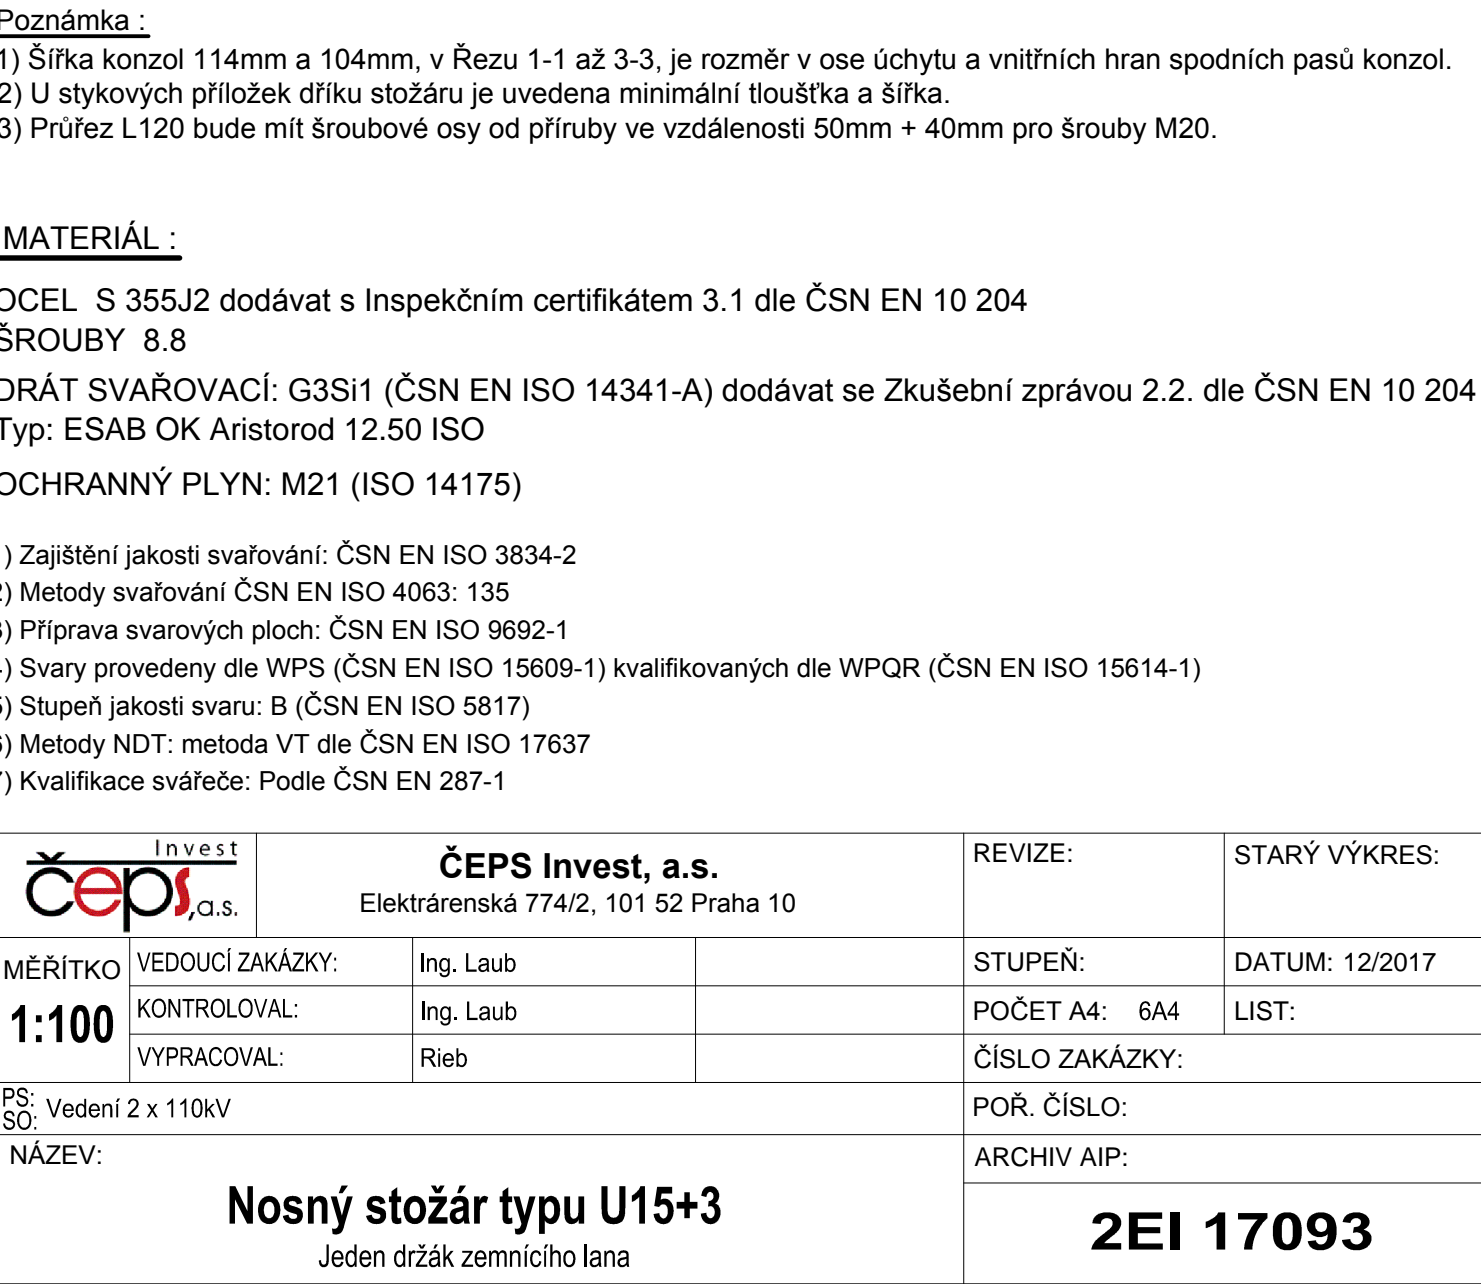 Poznámka :
1) Šířka konzol 114mm a 104mm, v Řezu 1-1 až 3-3, je rozměr v ose úchytu a vnitřních hran spodních pasů konzol.
2) U stykových příložek dříku stožáru je uvedena minimální tloušťka a šířka.
3) Průřez L120 bude mít šroubové osy od příruby ve vzdálenosti 50mm + 40mm pro šrouby M20.
MATERIÁL :
OCEL S 355J2 dodávat s Inspekčním certifikátem 3.1 dle ČSN EN 10 204
ŠROUBY 8.8
DRÁT SVAŘOVACÍ: G3Si1 (ČSN EN ISO 14341-A) dodávat se Zkušební zprávou 2.2. dle ČSN EN 10 204
Typ: ESAB OK Aristorod 12.50 ISO
OCHRANNÝ PLYN: M21 (ISO 14175)
1) Zajištění jakosti svařování: ČSN EN ISO 3834-2
2) Metody svařování ČSN EN ISO 4063: 135
3) Příprava svarových ploch: ČSN EN ISO 9692-1
4) Svary provedeny dle WPS (ČSN EN ISO 15609-1) kvalifikovaných dle WPQR (ČSN EN ISO 15614-1)
5) Stupeň jakosti svaru: B (ČSN EN ISO 5817)
6) Metody NDT: metoda VT dle ČSN EN ISO 17637
7) Kvalifikace svářeče: Podle ČSN EN 287-1
Invest
čeps,a.s.
ČEPS Invest, a.s.
Elektrárenská 774/2, 101 52 Praha 10
REVIZE:
STARÝ VÝKRES:
MĚŘÍTKO
1:100
VEDOUCÍ ZAKÁZKY: Ing. Laub
KONTROLOVAL: Ing. Laub
VYPRACOVAL: Rieb
STUPEŇ:
DATUM: 12/2017
POČET A4: 6A4
LIST:
ČÍSLO ZAKÁZKY:
PS:
SO: Vedení 2 x 110kV
POŘ. ČÍSLO:
NÁZEV:
Nosný stožár typu U15+3
Jeden držák zemnícího lana
ARCHIV AIP:
2EI 17093